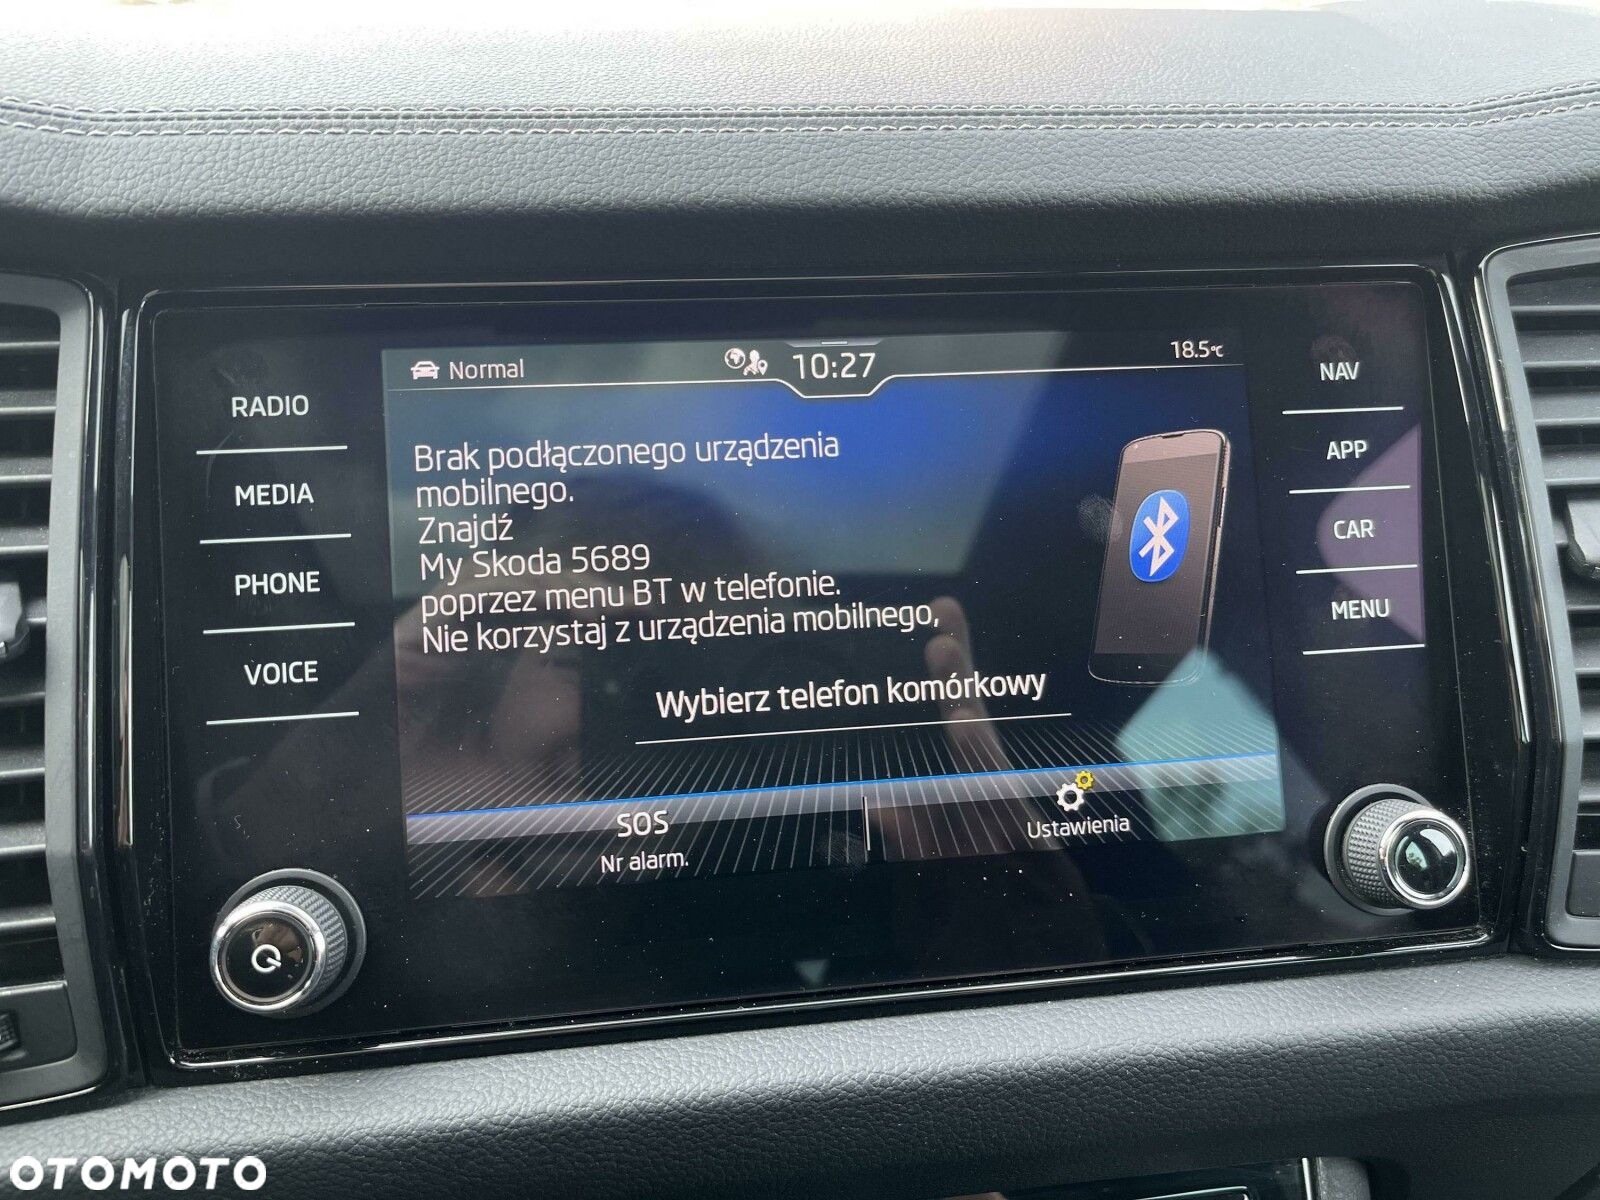 Normal
10:27
18.5°C
RADIO
MEDIA
PHONE
VOICE
Brak podłączonego urządzenia
mobilnego.
Znajdź
My Skoda 5689
poprzez menu BT w telefonie.
Nie korzystaj z urządzenia mobilnego,
Wybierz telefon komórkowy
SOS
Nr alarm.
Ustawienia
NAV
APP
CAR
MENU
OTOMOTO